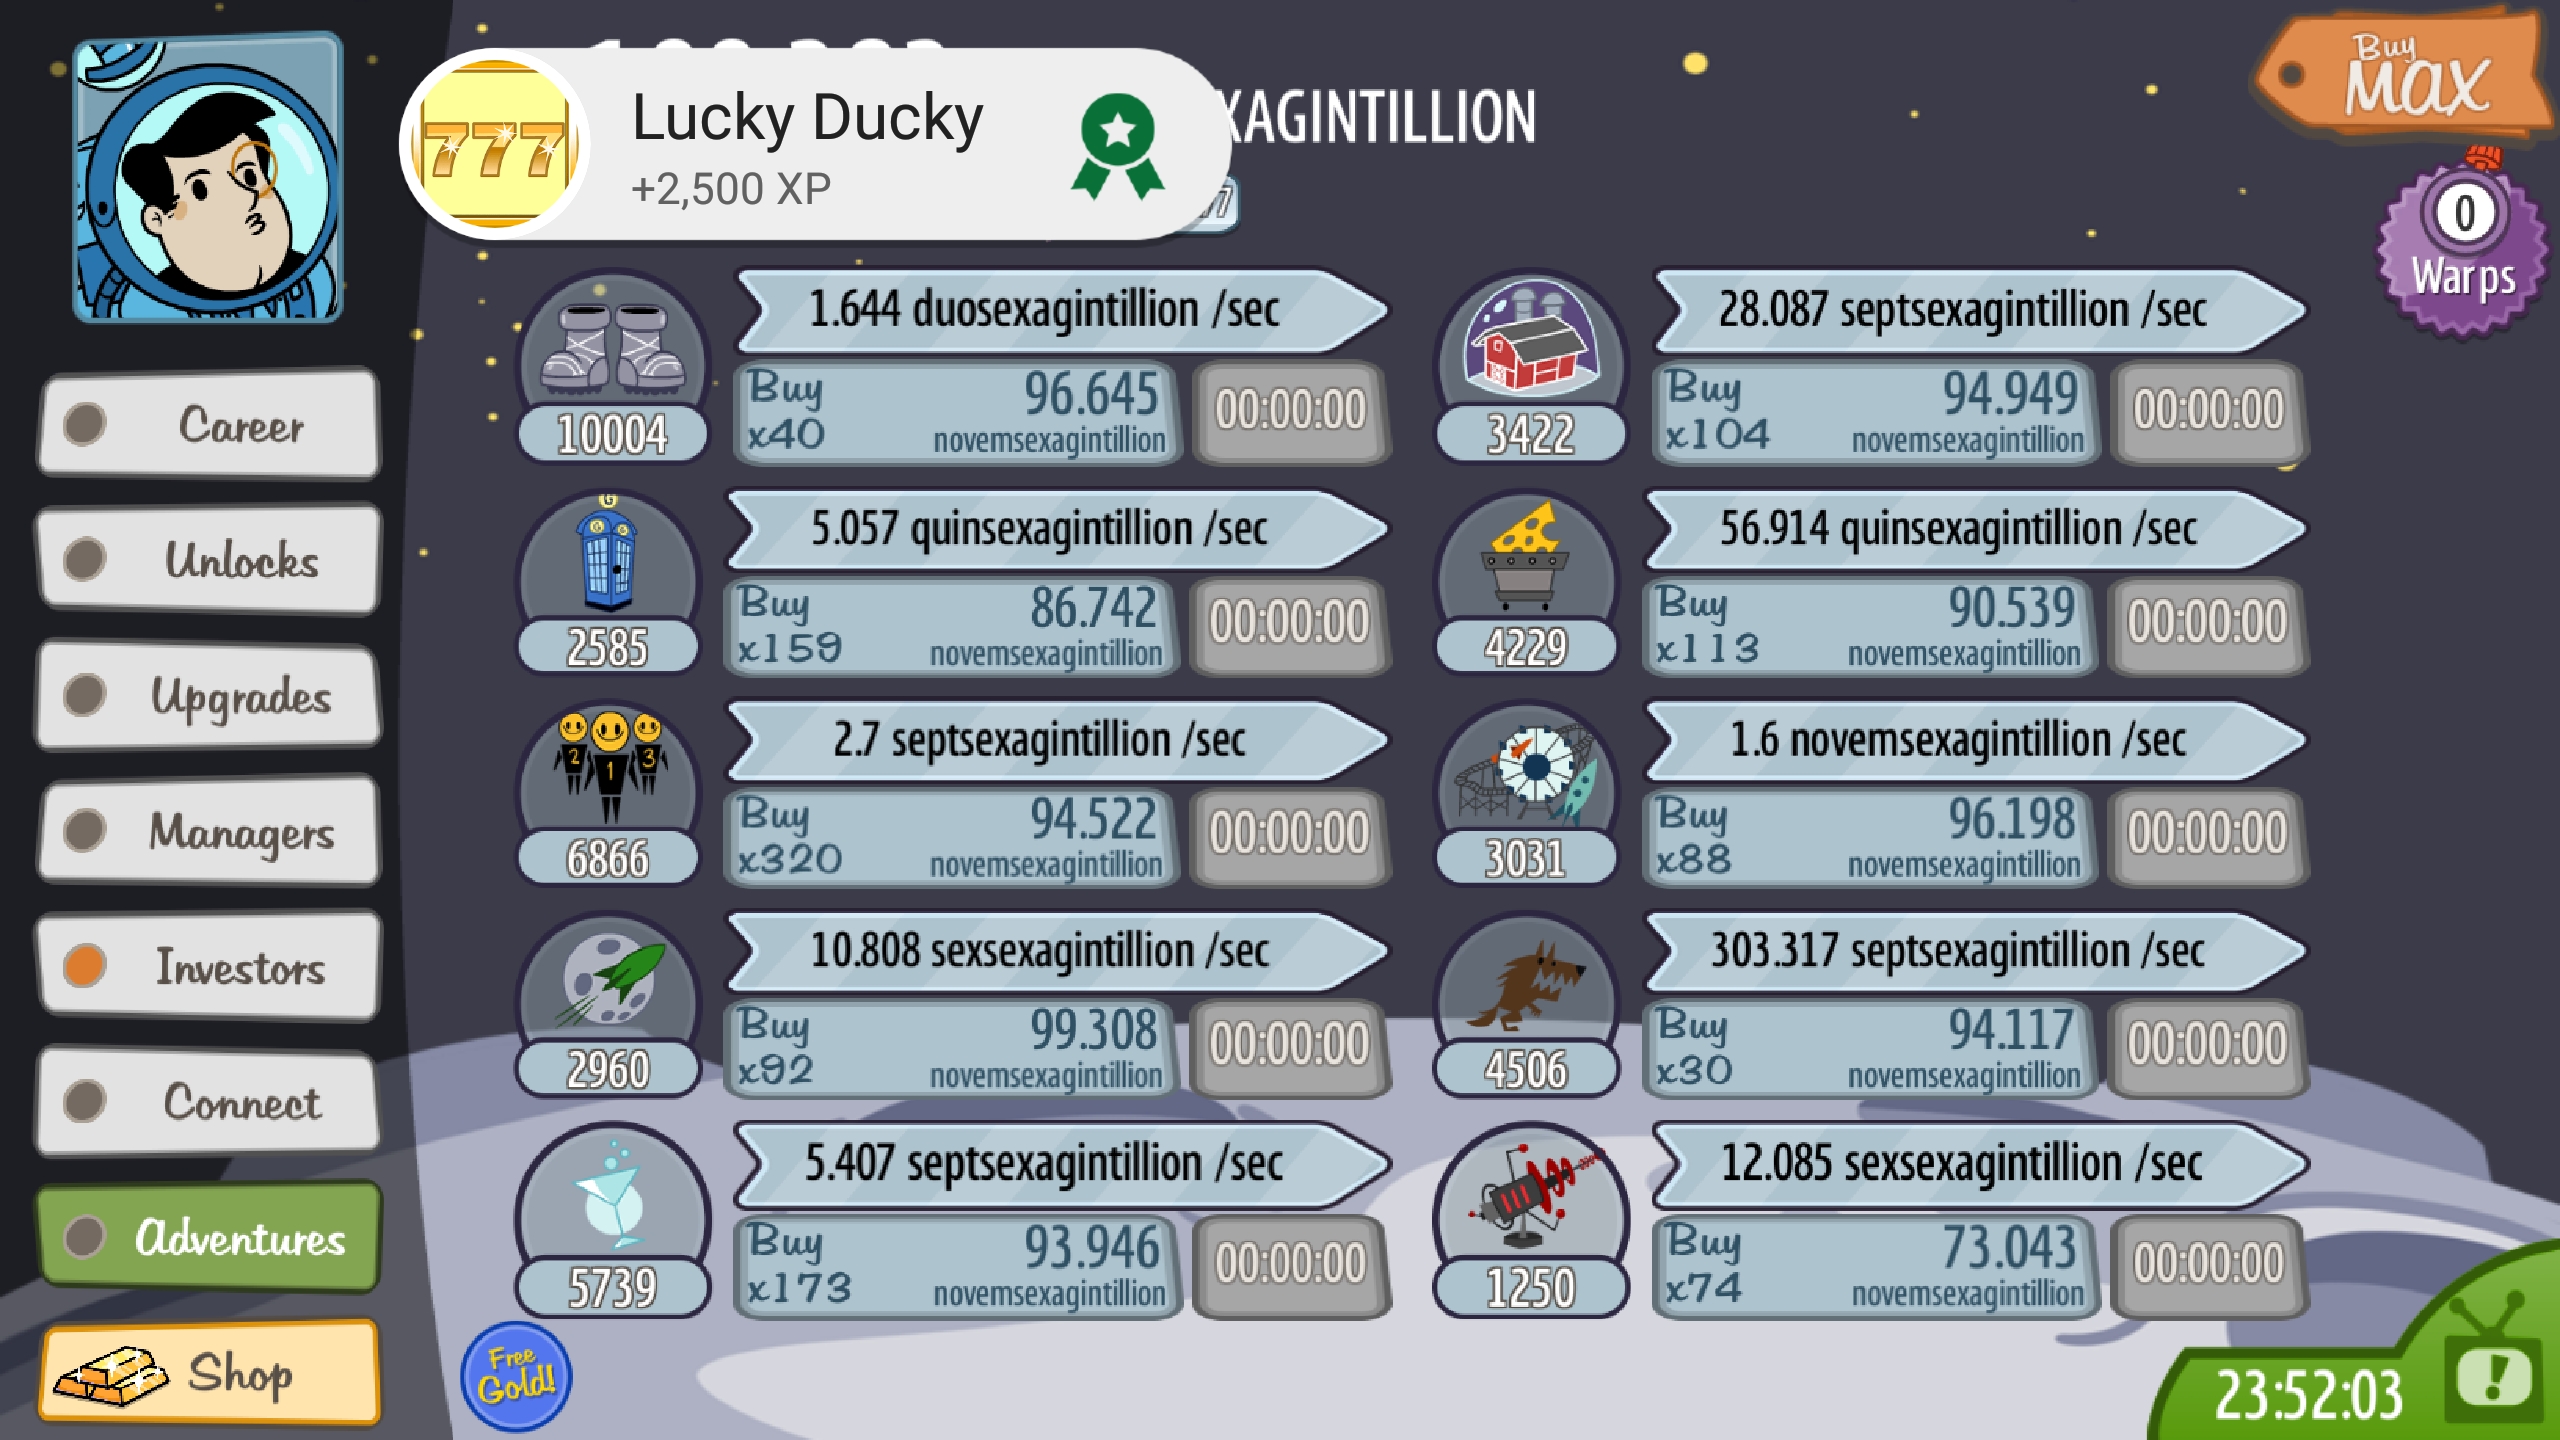 Buy
MAX
777
Lucky Ducky
+2,500 XP
XAGINTILLION
0
Warps
Career
Unlocks
Upgrades
Managers
Investors
Connect
Adventures
Shop
1.644 duosexagintillion /sec
10004
Buy 96.645
x40 novemsexagintillion
00:00:00
28.087 septsexagintillion /sec
3422
Buy 94.949
x104 novemsexagintillion
00:00:00
5.057 quinsexagintillion /sec
2585
Buy 86.742
x159 novemsexagintillion
00:00:00
56.914 quinsexagintillion /sec
4229
Buy 90.539
x113 novemsexagintillion
00:00:00
2.7 septsexagintillion /sec
2 1 3
6866
Buy 94.522
x320 novemsexagintillion
00:00:00
1.6 novemsexagintillion /sec
3031
Buy 96.198
x88 novemsexagintillion
00:00:00
10.808 sexsexagintillion /sec
2960
Buy 99.308
x92 novemsexagintillion
00:00:00
303.317 septsexagintillion /sec
4506
Buy 94.117
x30 novemsexagintillion
00:00:00
5.407 septsexagintillion /sec
5739
Buy 93.946
x173 novemsexagintillion
00:00:00
12.085 sexsexagintillion /sec
1250
Buy 73.043
x74 novemsexagintillion
00:00:00
Free
Gold!
23:52:03